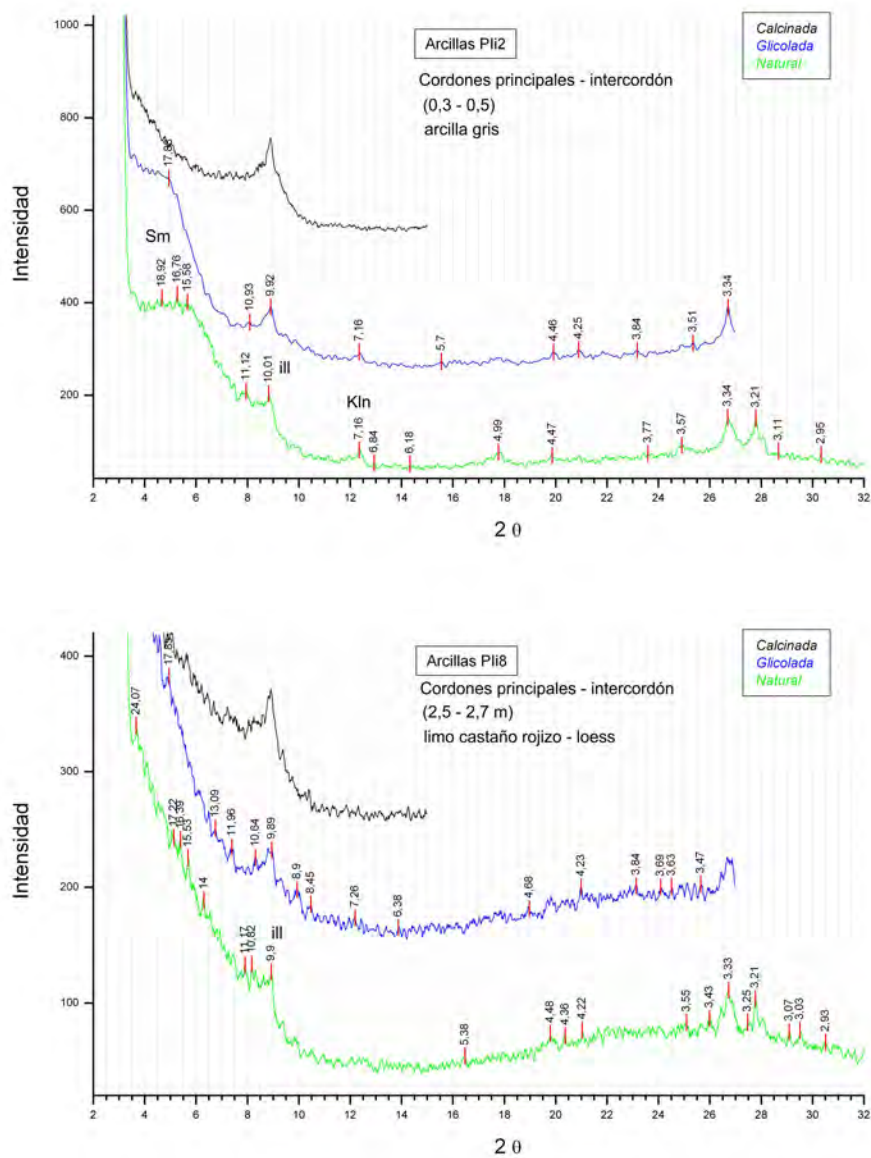 1000
800
600
400
200
Intensidad
Arcillas Pli2
Cordones principales - intercordón
(0,3 - 0,5)
arcilla gris
Calcinada
Glicolada
Natural
17,88
10,93
9,92
7,16
5,7
4,46
4,25
3,84
3,51
3,34
Sm
18,92
16,76
15,58
11,12
10,01
ill
Kln
7,16
6,84
6,18
4,99
4,47
3,77
3,57
3,34
3,21
3,11
2,95
2 4 6 8 10 12 14 16 18 20 22 24 26 28 30 32
2 θ
400
300
200
100
Intensidad
Arcillas Pli8
Cordones principales - intercordón
(2,5 - 2,7 m)
limo castaño rojizo - loess
Calcinada
Glicolada
Natural
13,09
11,96
10,64
9,89
8,9
8,45
7,26
6,38
4,68
4,23
3,84
3,69
3,63
3,47
24,07
17,22
16,39
15,53
14
11,17
10,82
9,9
ill
5,38
4,48
4,36
4,22
3,55
3,43
3,33
3,25
3,21
3,07
3,03
2,93
2 4 6 8 10 12 14 16 18 20 22 24 26 28 30 32
2 θ